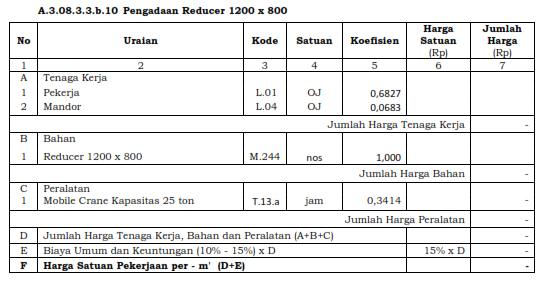 A.3.08.3.3.b.10 Pengadaan Reducer 1200 x 800
No Uraian Kode Satuan Koefisien Harga Satuan (Rp) Jumlah Harga (Rp)
1 2 3 4 5 6 7
A Tenaga Kerja
1 Pekerja L.01 OJ 0,6827
2 Mandor L.04 OJ 0,0683
Jumlah Harga Tenaga Kerja -
B Bahan
1 Reducer 1200 x 800 M.244 nos 1,000
Jumlah Harga Bahan -
C Peralatan
1 Mobile Crane Kapasitas 25 ton T.13.a jam 0,3414 -
Jumlah Harga Peralatan -
D Jumlah Harga Tenaga Kerja, Bahan dan Peralatan (A+B+C) -
E Biaya Umum dan Keuntungan (10% - 15%) x D 15% x D -
F Harga Satuan Pekerjaan per - m' (D+E) -